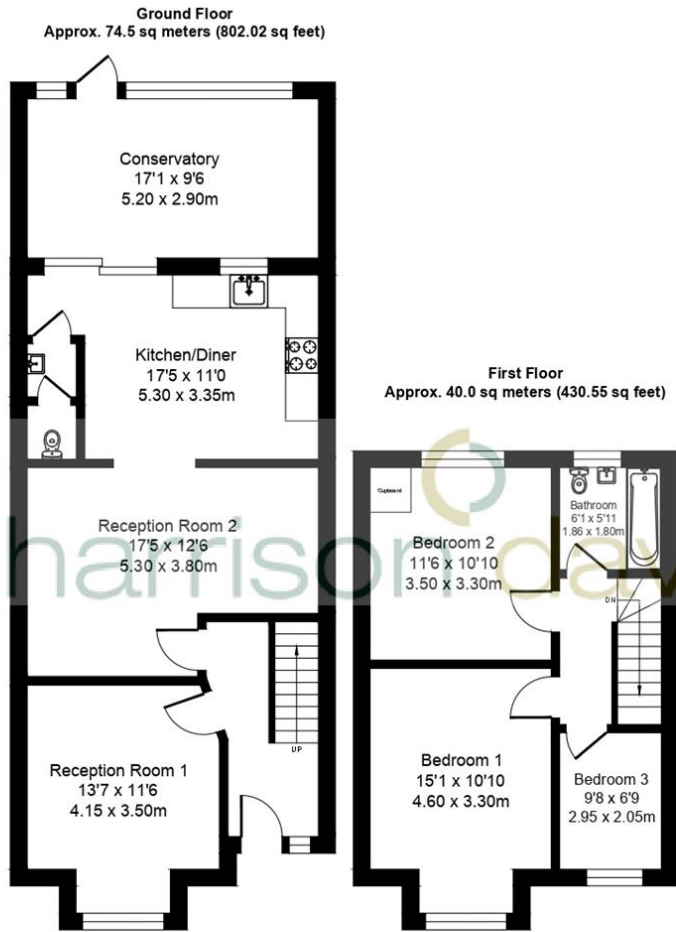 Ground Floor
Approx. 74.5 sq meters (802.02 sq feet)
Conservatory
17'1 x 9'6
5.20 x 2.90m
Kitchen/Diner
17'5 x 11'0
5.30 x 3.35m
Reception Room 2
17'5 x 12'6
5.30 x 3.80m
UP
Reception Room 1
13'7 x 11'6
4.15 x 3.50m
First Floor
Approx. 40.0 sq meters (430.55 sq feet)
Cupboard
Bathroom
6'1 x 5'11
1.86 x 1.80m
Bedroom 2
11'6 x 10'10
3.50 x 3.30m
DN
Bedroom 1
15'1 x 10'10
4.60 x 3.30m
Bedroom 3
9'8 x 6'9
2.95 x 2.05m
harrison dav